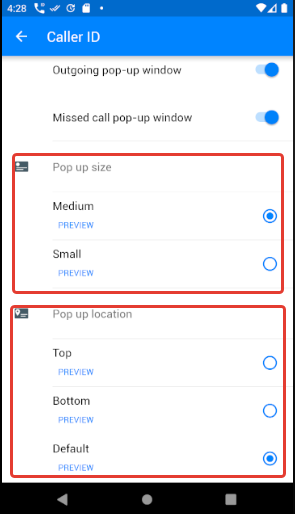 4:28
Caller ID
Outgoing pop-up window
Missed call pop-up window
Pop up size
Medium
PREVIEW
Small
PREVIEW
Pop up location
Top
PREVIEW
Bottom
PREVIEW
Default
PREVIEW